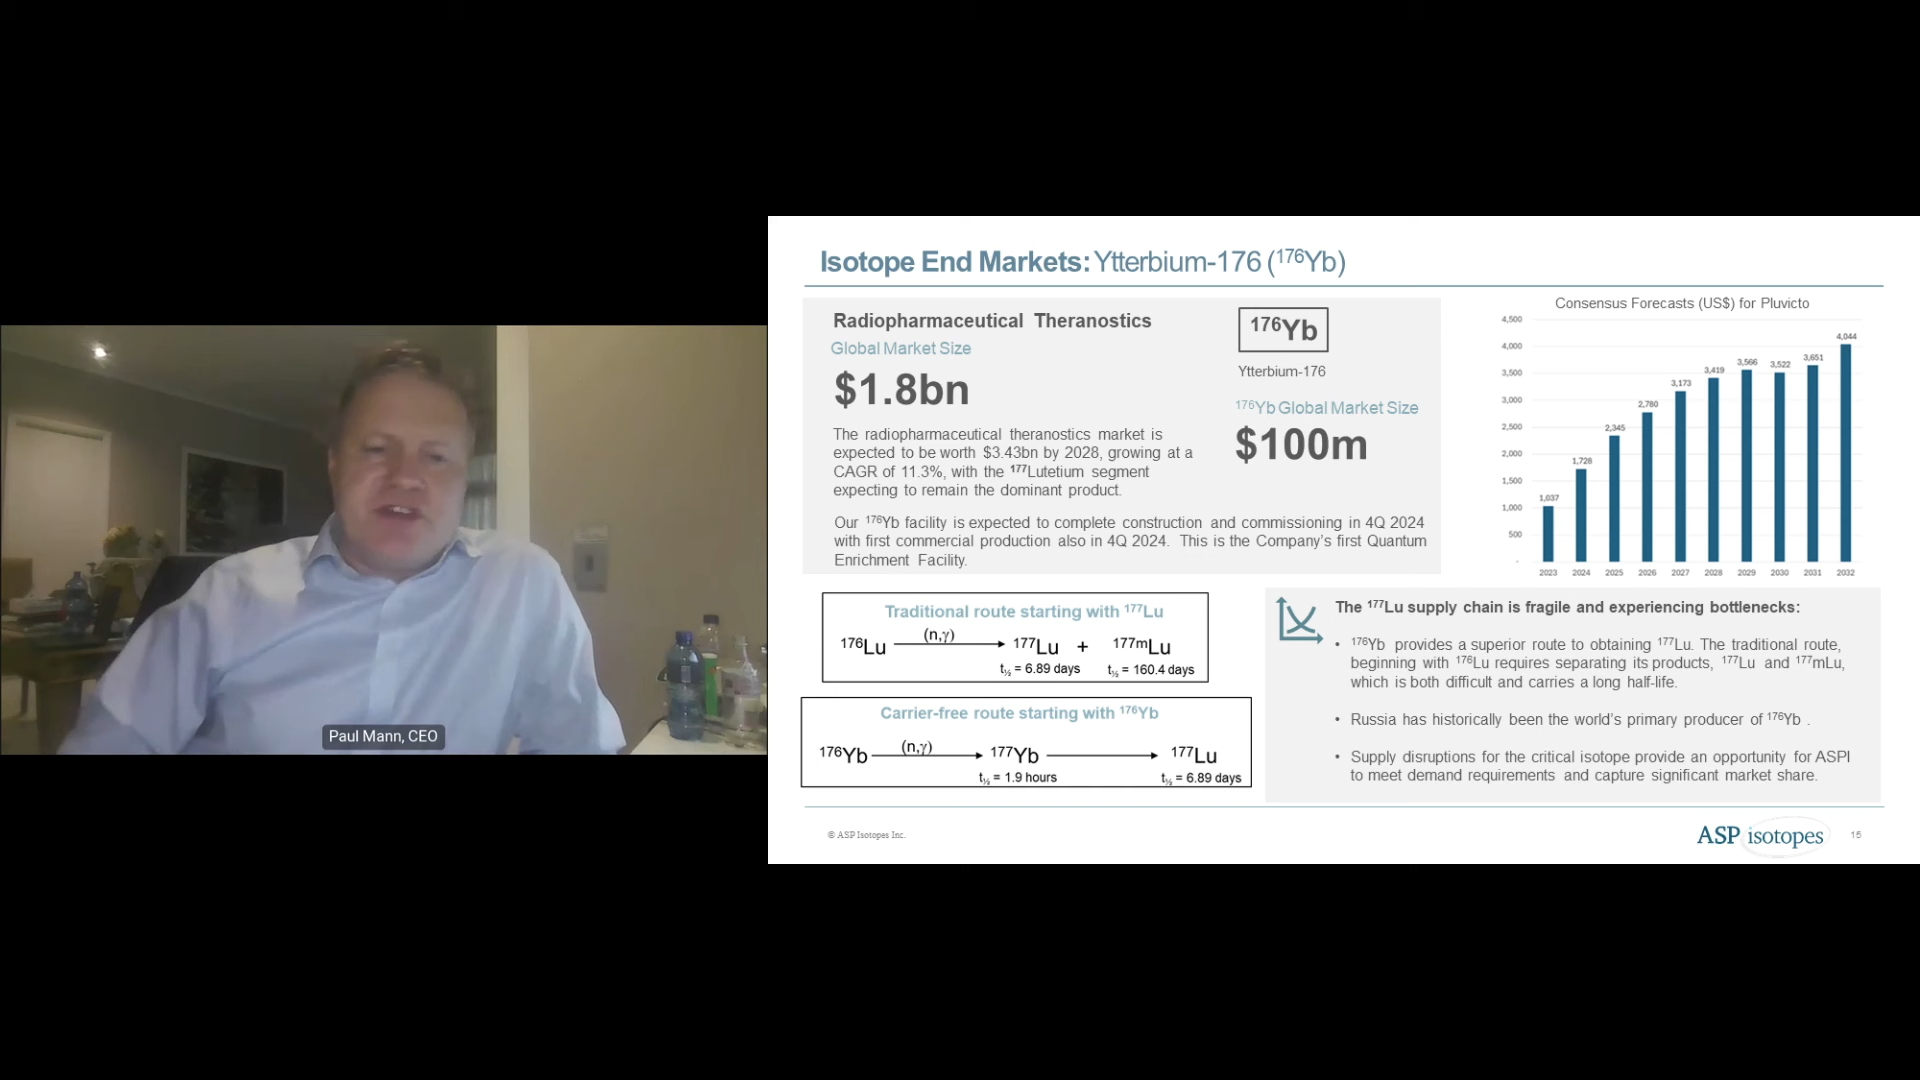 Paul Mann, CEO
Isotope End Markets: Ytterbium-176 (¹⁷⁶Yb)
Radiopharmaceutical Theranostics
Global Market Size
$1.8bn
The radiopharmaceutical theranostics market is
expected to be worth $3.43bn by 2028, growing at a
CAGR of 11.3%, with the ¹⁷⁷Lutetium segment
expecting to remain the dominant product.
¹⁷⁶Yb
Ytterbium-176
¹⁷⁶Yb Global Market Size
$100m
Our ¹⁷⁶Yb facility is expected to complete construction and commissioning in 4Q 2024
with first commercial production also in 4Q 2024. This is the Company's first Quantum
Enrichment Facility.
Consensus Forecasts (US$) for Pluvicto
4,500
4,000
3,500
3,000
2,500
2,000
1,500
1,000
500
-
1,037
1,728
2,345
2,780
3,173
3,419
3,566
3,522
3,651
4,044
2023 2024 2025 2026 2027 2028 2029 2030 2031 2032
Traditional route starting with ¹⁷⁷Lu
¹⁷⁶Lu (n,γ) ¹⁷⁷Lu + ¹⁷⁷ᵐLu
t½ = 6.89 days t½ = 160.4 days
Carrier-free route starting with ¹⁷⁶Yb
¹⁷⁶Yb (n,γ) ¹⁷⁷Yb ¹⁷⁷Lu
t½ = 1.9 hours t½ = 6.89 days
The ¹⁷⁷Lu supply chain is fragile and experiencing bottlenecks:
• ¹⁷⁶Yb provides a superior route to obtaining ¹⁷⁷Lu. The traditional route,
beginning with ¹⁷⁶Lu requires separating its products, ¹⁷⁷Lu and ¹⁷⁷mLu,
which is both difficult and carries a long half-life.
• Russia has historically been the world's primary producer of ¹⁷⁶Yb .
• Supply disruptions for the critical isotope provide an opportunity for ASPI
to meet demand requirements and capture significant market share.
© ASP Isotopes Inc.
ASP isotopes
15